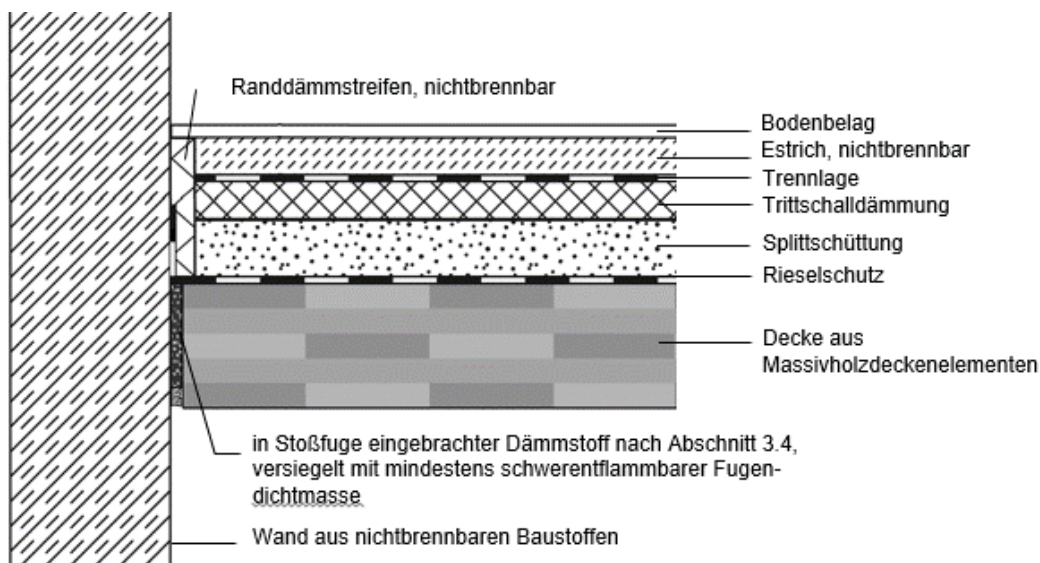 Randdämmstreifen, nichtbrennbar
Bodenbelag
Estrich, nichtbrennbar
Trennlage
Trittschalldämmung
Splittschüttung
Rieselschutz
Decke aus
Massivholzdeckenelementen
in Stoßfuge eingebrachter Dämmstoff nach Abschnitt 3.4,
versiegelt mit mindestens schwerentflammbarer Fugen-
dichtmasse
Wand aus nichtbrennbaren Baustoffen